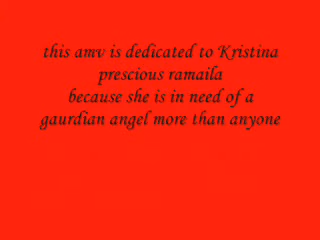 this amv is dedicated to Kristina
prescious ramaila
because she is in need of a
gaurdian angel more than anyone